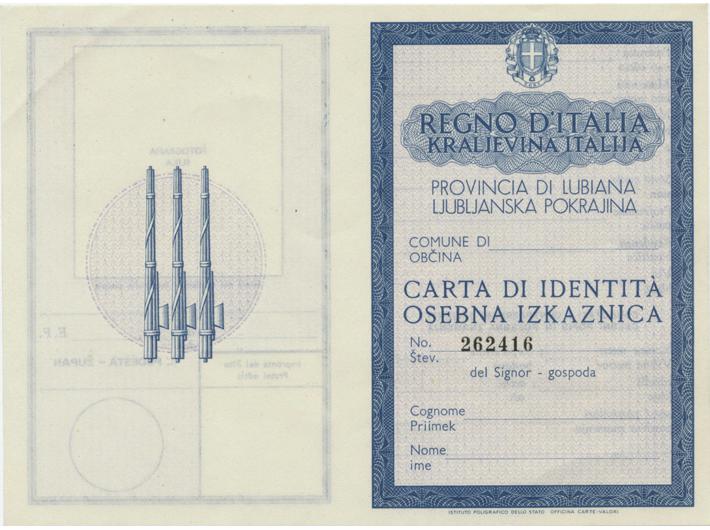 REGNO D'ITALIA
KRALJEVINA ITALIJA
PROVINCIA DI LUBIANA
LJUBLJANSKA POKRAJINA
COMUNE DI
OBČINA
CARTA DI IDENTITÀ
OSEBNA IZKAZNICA
No. 262416
Štev.
del Signor - gospoda
Cognome
Priimek
Nome
ime
ISTITUTO POLIGRAFICO DELLO STATO OFFICINA CARTE-VALORI